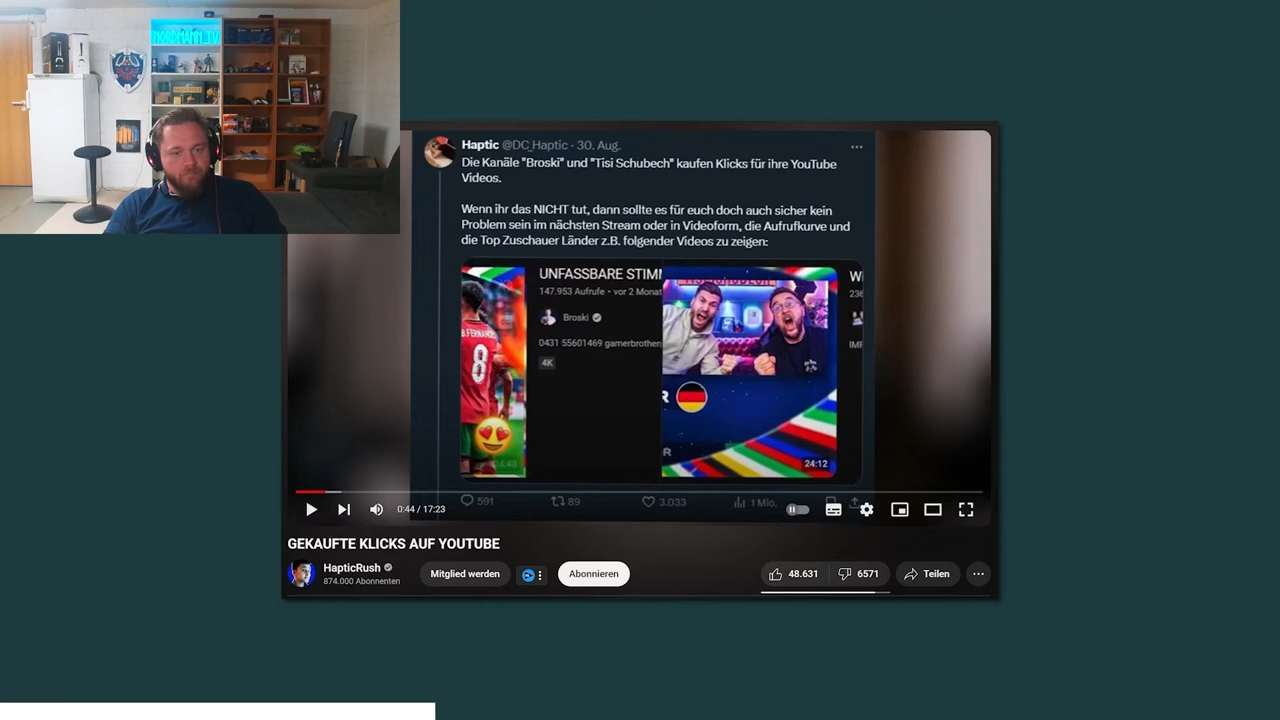 Haptic @DC_Haptic · 30. Aug.
Die Kanäle "Broski" und "Tisi Schubech" kaufen Klicks für ihre YouTube
Videos.
Wenn ihr das NICHT tut, dann sollte es für euch doch auch sicher kein
Problem sein im nächsten Stream oder in Videoform, die Aufrufkurve und
die Top Zuschauer Länder z.B. folgender Videos zu zeigen:
UNFASSBARE STIMM
147.953 Aufrufe • vor 2 Monat
Broski
0431 55601469 gamerbrother
4K
8
24:12
591
89
3.033
1 Mio.
0:44 / 17:23
GEKAUFTE KLICKS AUF YOUTUBE
HapticRush
874.000 Abonnenten
Mitglied werden
Abonnieren
48.631
6571
Teilen